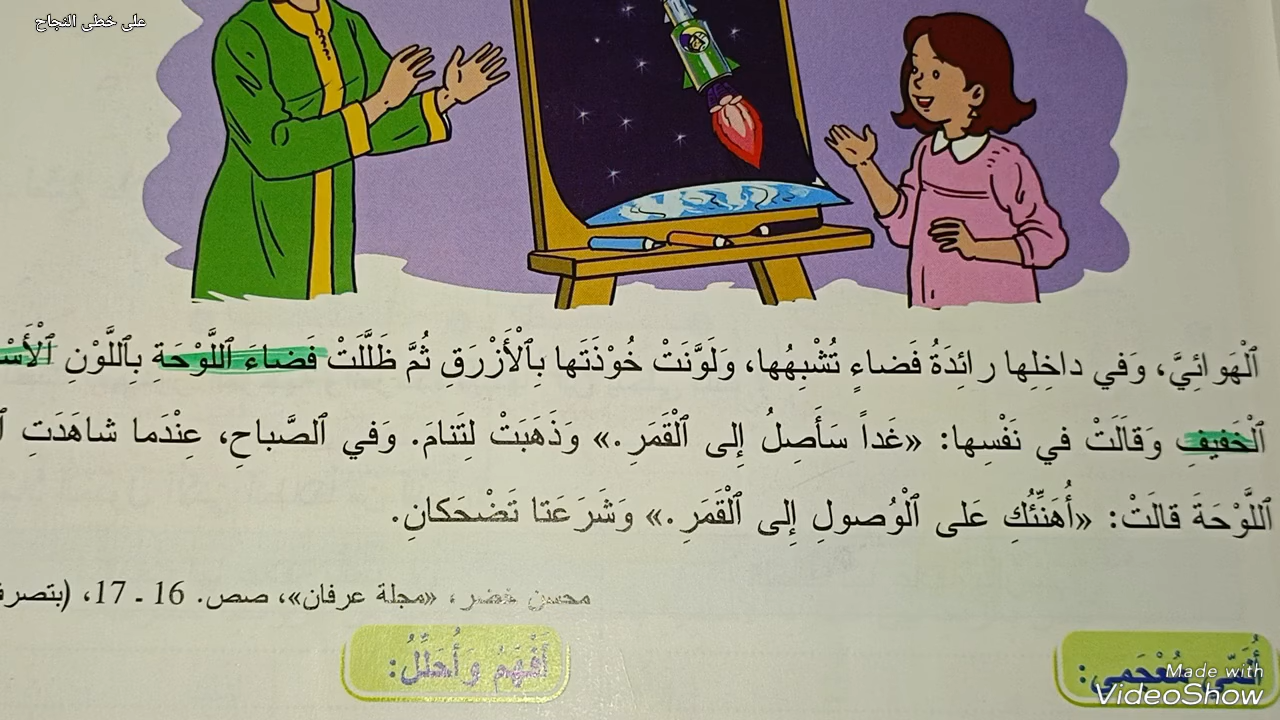 على خطى النجاح
ٱلْهَوائِيَّ، وَفي داخِلِها رائِدَةُ فَضاءٍ تُشْبِهُها، وَلَوَّنَتْ خُوْذَتَها بِٱلْأَزْرَقِ ثُمَّ ظَلَّلَتْ فَضاءَ ٱللَّوْحَةِ بِٱللَّوْنِ
ٱلْخَفيفِ وَقالَتْ في نَفْسِها: «غَداً سَأَصِلُ إِلى ٱلْقَمَرِ.» وَذَهَبَتْ لِتَنامَ. وَفي ٱلصَّباحِ، عِنْدَما شاهَدَتِ
ٱللَّوْحَةَ قالَتْ: «أُهَنِّئُكِ عَلى ٱلْوُصولِ إِلى ٱلْقَمَرِ.» وَشَرَعَتا تَضْحَكانِ.
محسن خضر، «مجلة عرفان»، صص. 16 - 17، (بتصرف
أُنَمّي مُعْجَمي:
أَفْهَمُ وَأُحَلِّلُ:
Made with
VideoShow